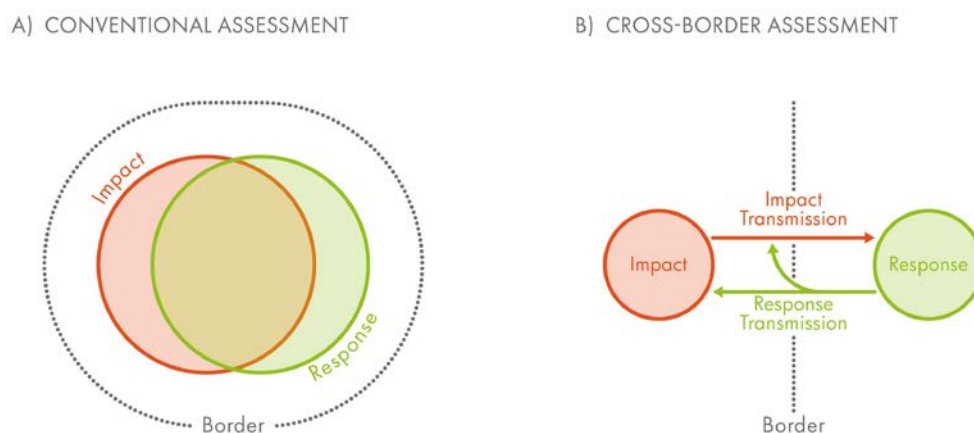 A) CONVENTIONAL ASSESSMENT
Impact
Response
Border
B) CROSS-BORDER ASSESSMENT
Impact
Transmission
Impact
Response
Response
Transmission
Border